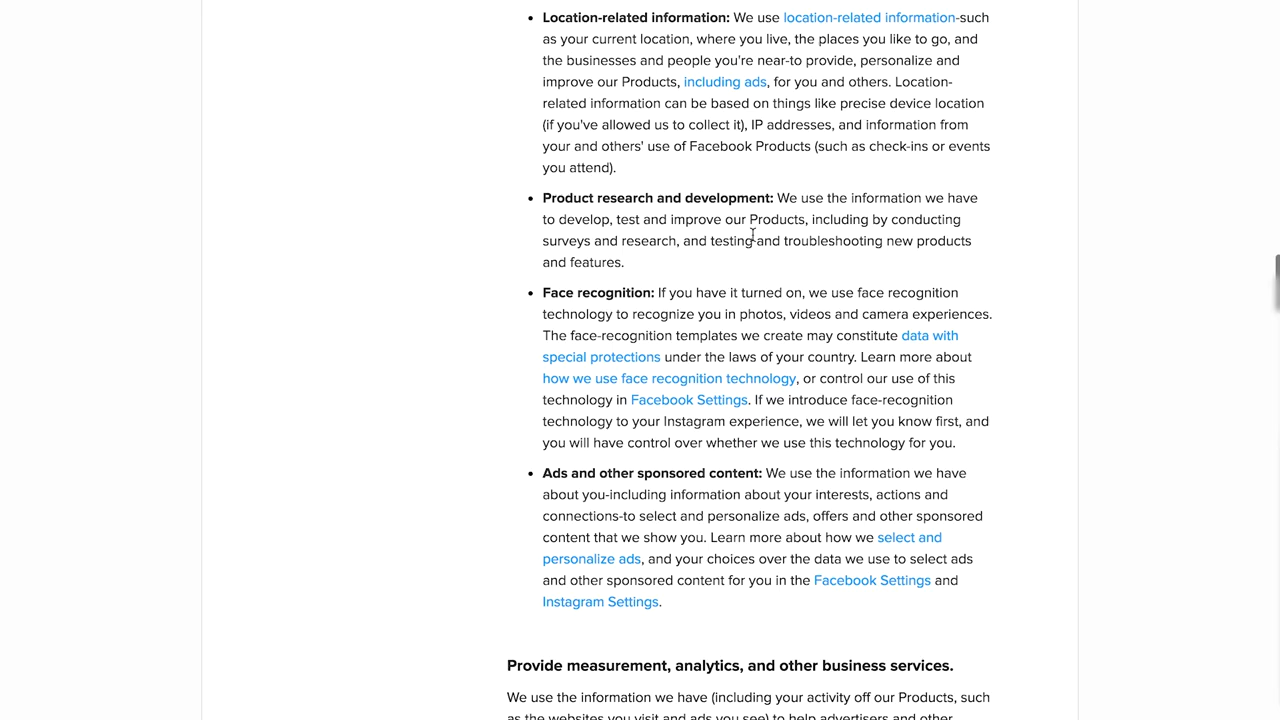 • Location-related information: We use location-related information-such
as your current location, where you live, the places you like to go, and
the businesses and people you're near-to provide, personalize and
improve our Products, including ads, for you and others. Location-
related information can be based on things like precise device location
(if you've allowed us to collect it), IP addresses, and information from
your and others' use of Facebook Products (such as check-ins or events
you attend).
• Product research and development: We use the information we have
to develop, test and improve our Products, including by conducting
surveys and research, and testing and troubleshooting new products
and features.
• Face recognition: If you have it turned on, we use face recognition
technology to recognize you in photos, videos and camera experiences.
The face-recognition templates we create may constitute data with
special protections under the laws of your country. Learn more about
how we use face recognition technology, or control our use of this
technology in Facebook Settings. If we introduce face-recognition
technology to your Instagram experience, we will let you know first, and
you will have control over whether we use this technology for you.
• Ads and other sponsored content: We use the information we have
about you-including information about your interests, actions and
connections-to select and personalize ads, offers and other sponsored
content that we show you. Learn more about how we select and
personalize ads, and your choices over the data we use to select ads
and other sponsored content for you in the Facebook Settings and
Instagram Settings.
Provide measurement, analytics, and other business services.
We use the information we have (including your activity off our Products, such
as the websites you visit and ads you see) to help advertisers and other